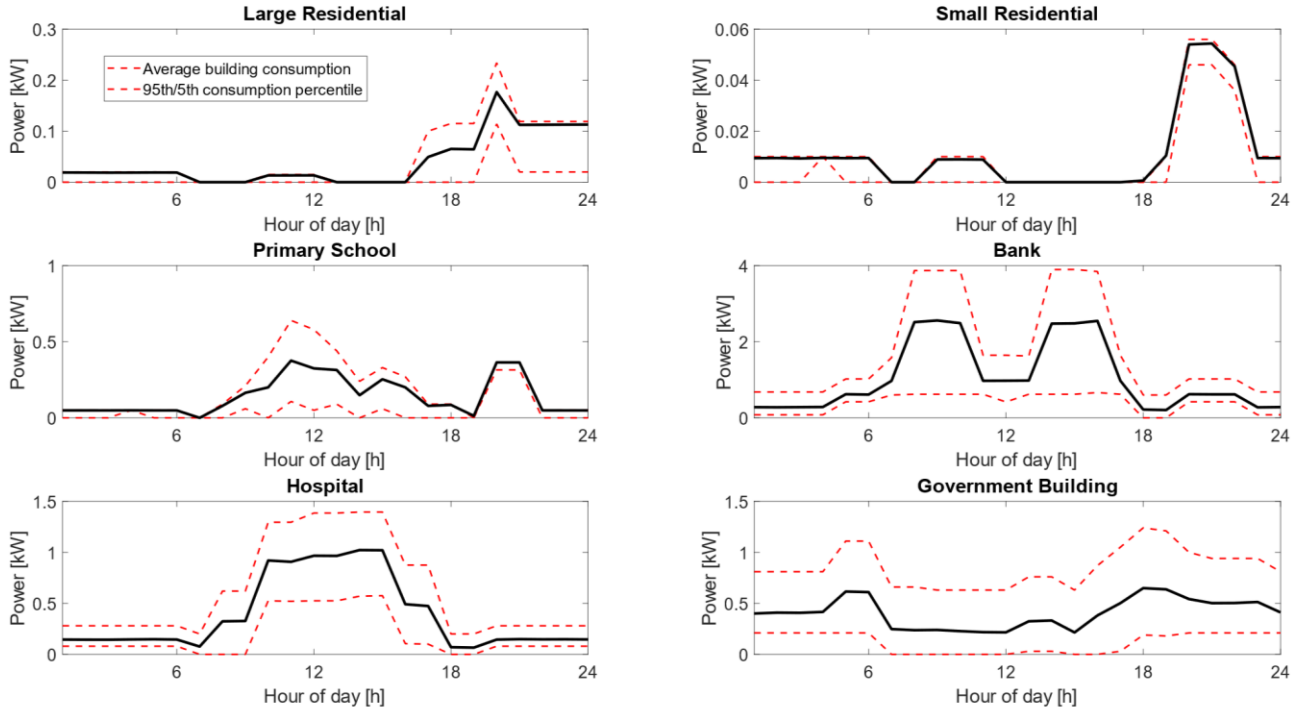 Large Residential
Power [kW]
0.3
0.2
0.1
0
Average building consumption
95th/5th consumption percentile
6
12
18
24
Hour of day [h]
Small Residential
Power [kW]
0.06
0.04
0.02
0
6
12
18
24
Hour of day [h]
Primary School
Power [kW]
1
0.5
0
6
12
18
24
Hour of day [h]
Bank
Power [kW]
4
2
0
6
12
18
24
Hour of day [h]
Hospital
Power [kW]
1.5
1
0.5
0
6
12
18
24
Hour of day [h]
Government Building
Power [kW]
1.5
1
0.5
0
6
12
18
24
Hour of day [h]